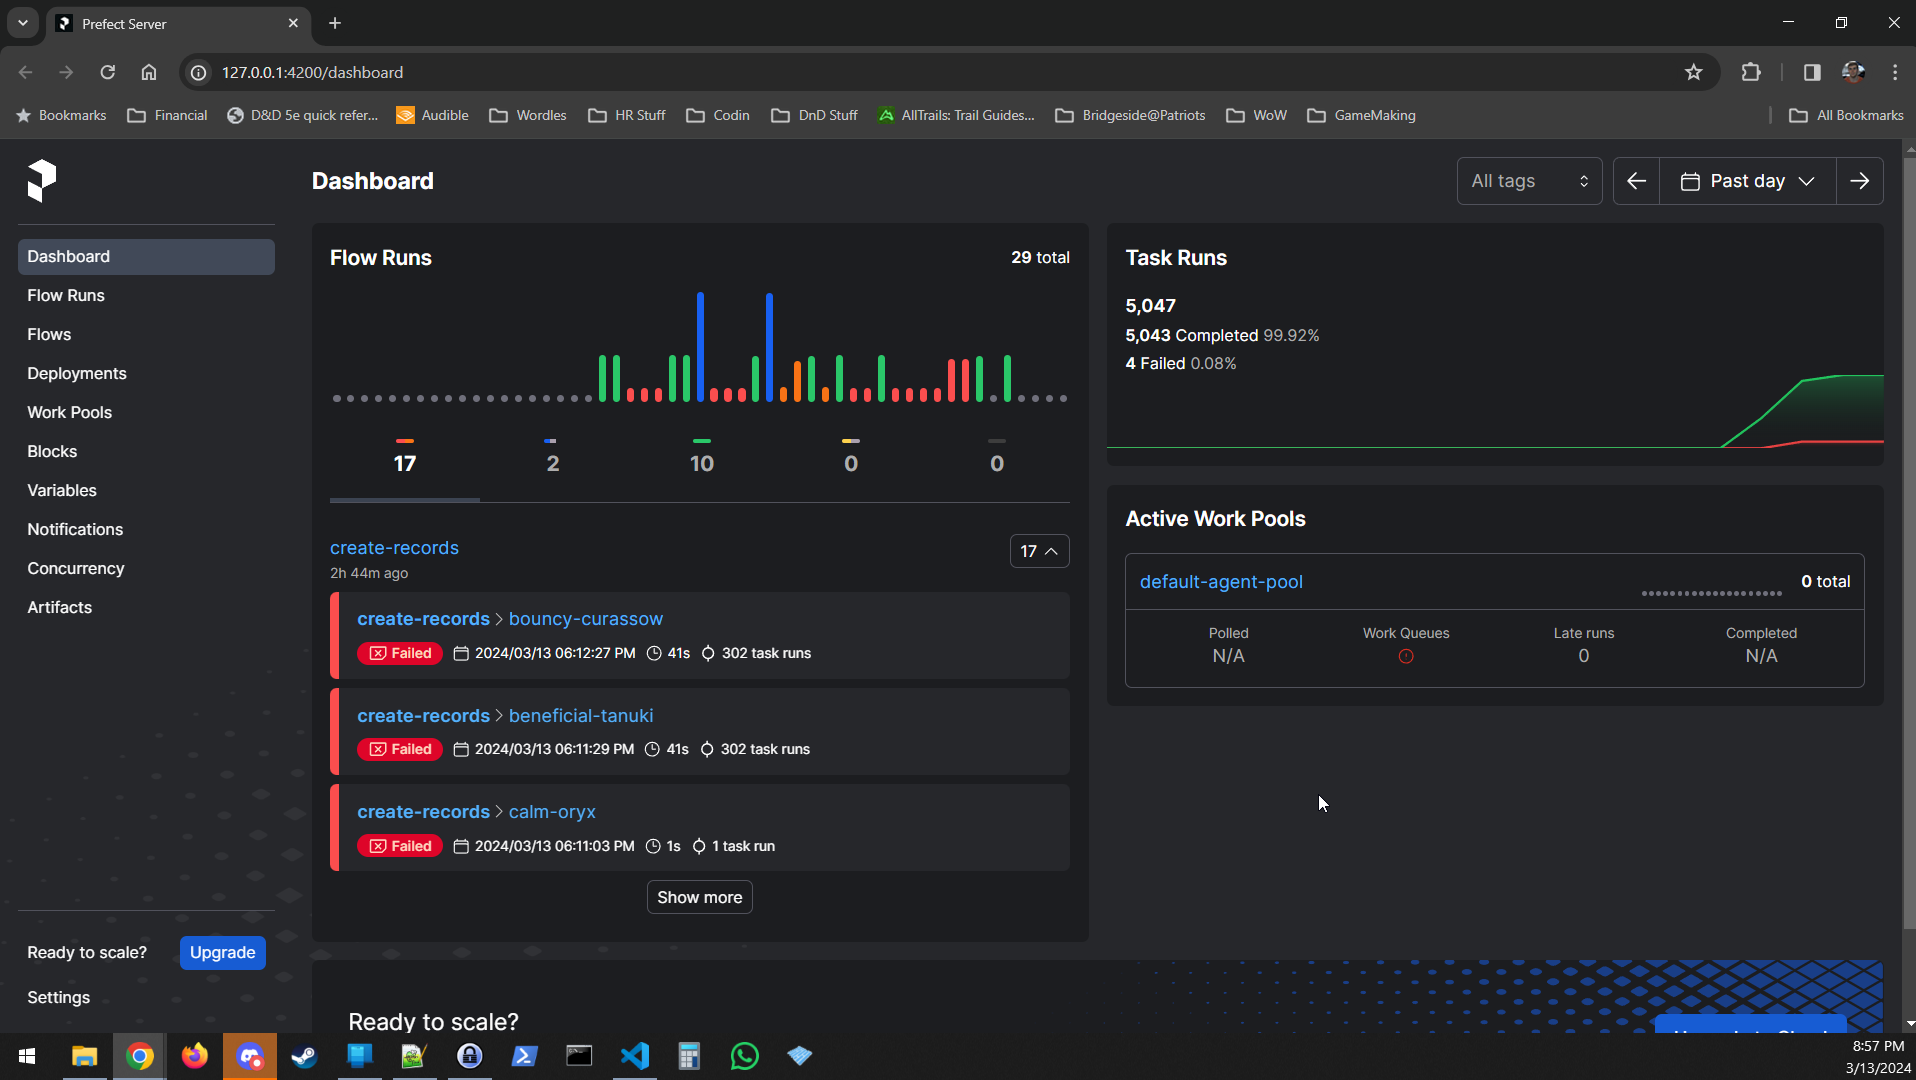 Prefect Server
127.0.0.1:4200/dashboard
Bookmarks Financial D&D 5e quick refer... Audible Wordles HR Stuff Codin DnD Stuff AllTrails: Trail Guides... Bridgeside@Patriots WoW GameMaking All Bookmarks
Dashboard
All tags
Past day
Dashboard
Flow Runs
Flows
Deployments
Work Pools
Blocks
Variables
Notifications
Concurrency
Artifacts
Ready to scale? Upgrade
Settings
Flow Runs 29 total
17 2 10 0 0
create-records
2h 44m ago
17
create-records > bouncy-curassow
Failed 2024/03/13 06:12:27 PM 41s 302 task runs
create-records > beneficial-tanuki
Failed 2024/03/13 06:11:29 PM 41s 302 task runs
create-records > calm-oryx
Failed 2024/03/13 06:11:03 PM 1s 1 task run
Show more
Task Runs
5,047
5,043 Completed 99.92%
4 Failed 0.08%
Active Work Pools
default-agent-pool 0 total
Polled Work Queues Late runs Completed
N/A 0 N/A
Ready to scale?
8:57 PM
3/13/2024